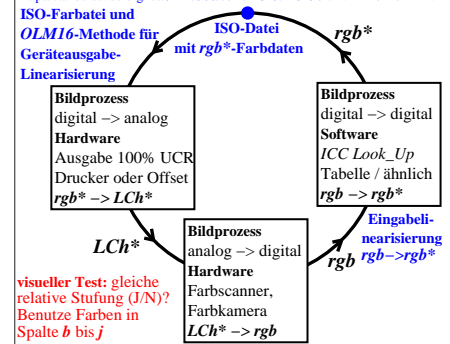 ISO-Farbatei und
OLM16-Methode für
Geräteausgabe-
Linearisierung
ISO-Datei
mit rgb*-Farbdaten
rgb*
Bildprozess
digital −> analog
Hardware
Ausgabe 100% UCR
Drucker oder Offset
rgb* −> LCh*
Bildprozess
digital −> digital
Software
ICC Look_Up
Tabelle / ähnlich
rgb −> rgb*
LCh*
Bildprozess
analog −> digital
Hardware
Farbscanner,
Farbkamera
LCh* −> rgb
rgb
Eingabeli-
nearisierung
rgb−>rgb*
visueller Test: gleiche
relative Stufung (J/N)?
Benutze Farben in
Spalte b bis j